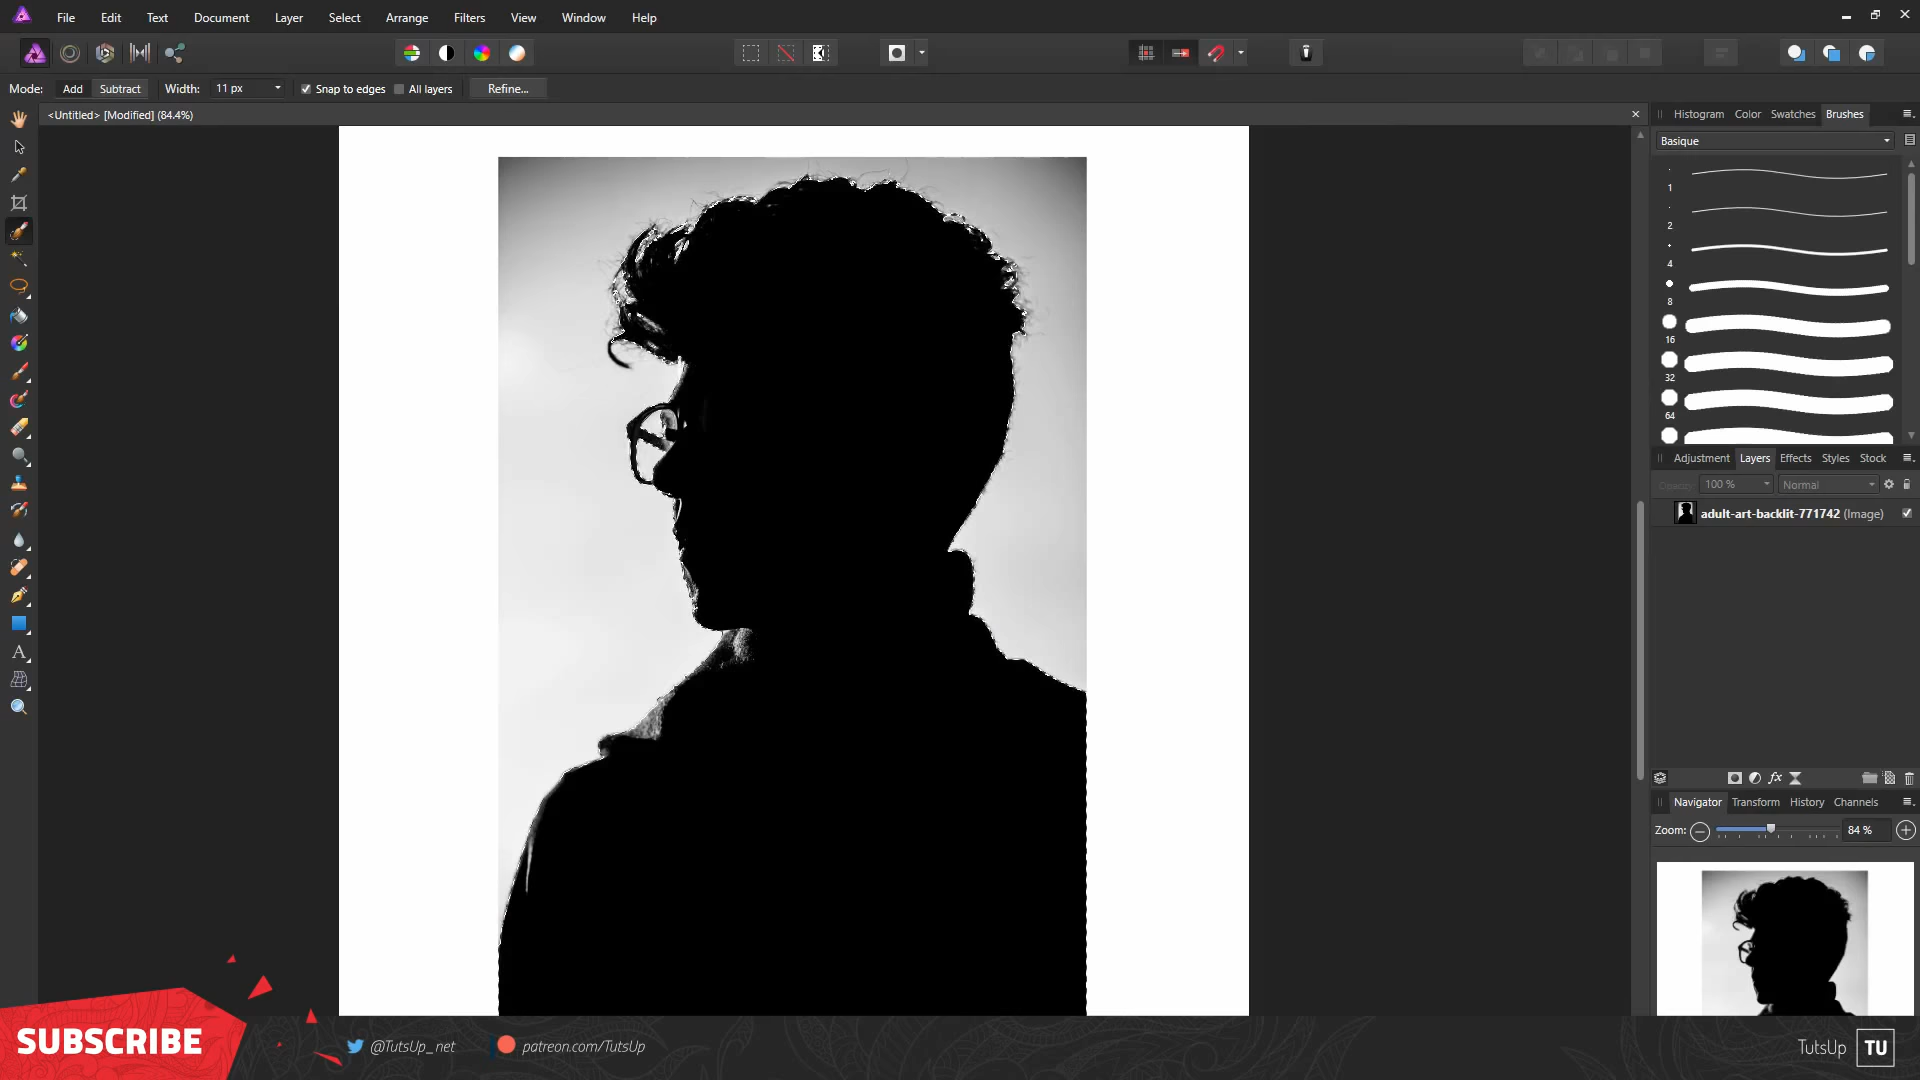 File Edit Text Document Layer Select Arrange Filters View Window Help
Mode: Add Subtract Width: 11 px Snap to edges All layers Refine...
<Untitled> [Modified] (84.4%)
Histogram Color Swatches Brushes
Basique
1
2
4
8
16
32
64
Adjustment Layers Effects Styles Stock
Opacity: 100 % Normal
adult-art-backlit-771742 (Image)
fx
Navigator Transform History Channels
Zoom: 84 %
SUBSCRIBE
@TutsUp_net
patreon.com/TutsUp
TutsUp TU